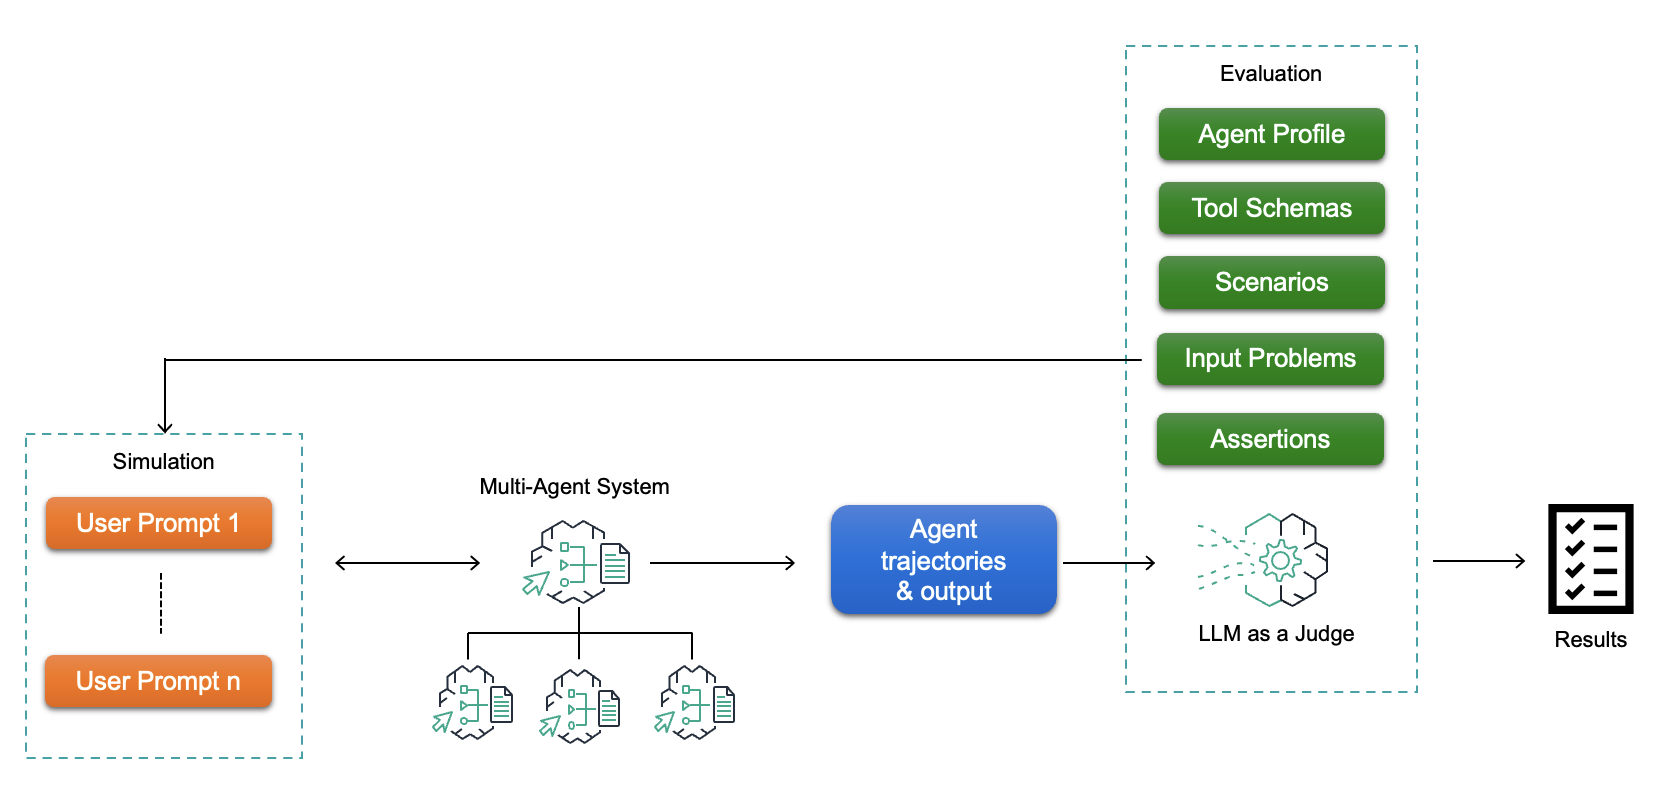 Evaluation
Agent Profile
Tool Schemas
Scenarios
Input Problems
Assertions
LLM as a Judge
Simulation
User Prompt 1
User Prompt n
Multi-Agent System
Agent
trajectories
& output
Results